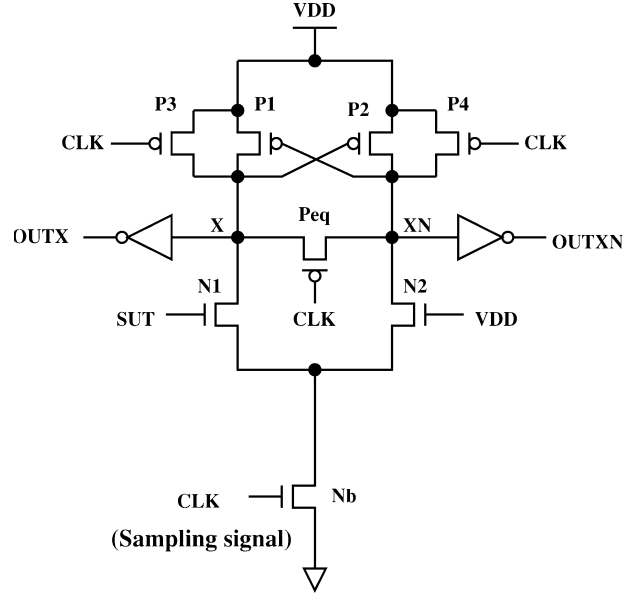 VDD
P3 P1 P2 P4
CLK CLK
OUTX X Peq XN OUTXN
N1 N2
SUT CLK VDD
CLK Nb
(Sampling signal)